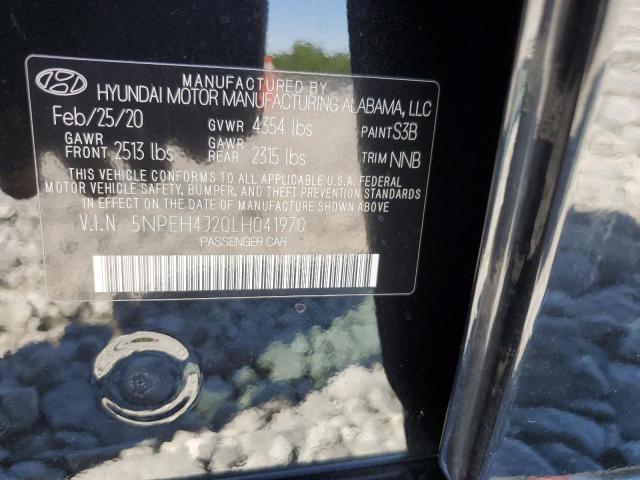 MANUFACTURED BY
HYUNDAI MOTOR MANUFACTURING ALABAMA, LLC
Feb/25/20 GVWR 4354 lbs PAINT S3B
GAWR FRONT 2513 lbs GAWR REAR 2315 lbs TRIM NNB
THIS VEHICLE CONFORMS TO ALL APPLICABLE U.S.A. FEDERAL
MOTOR VEHICLE SAFETY, BUMPER, AND THEFT PREVENTION STANDARDS
IN EFFECT ON THE DATE OF MANUFACTURE SHOWN ABOVE.
V.I.N 5NPEH4J20LH041970
PASSENGER CAR